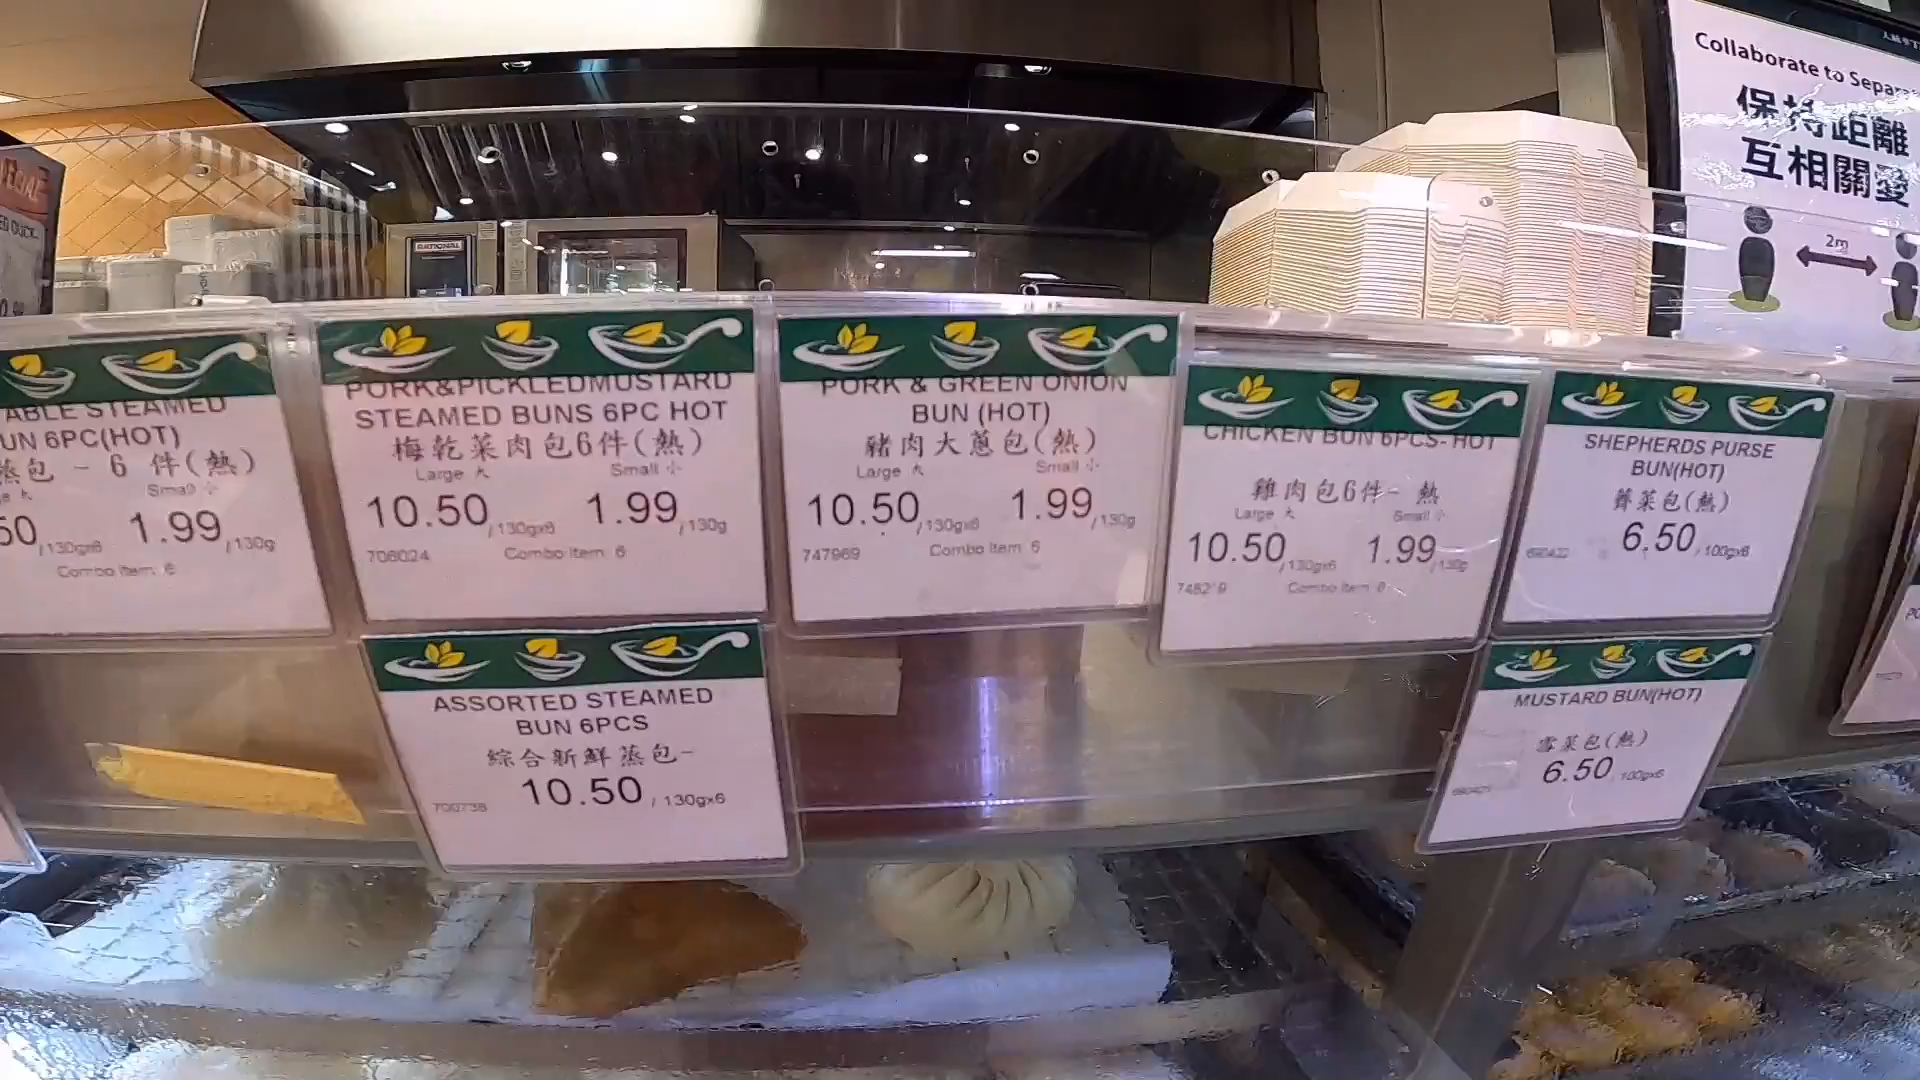 Collaborate to Separa
保持距離
互相關愛
2m
RATIONAL
ABLE STEAMED
UN 6PC(HOT)
蒸包 - 6 件(熱)
Small 小
50/130gx6 1.99/130g
Combo Item 6
PORK&PICKLEDMUSTARD
STEAMED BUNS 6PC HOT
梅乾菜肉包6件(熱)
Large 大 Small 小
10.50/130gx6 1.99/130g
706024 Combo Item 6
PORK & GREEN ONION
BUN (HOT)
豬肉大蔥包(熱)
Large 大 Small 小
10.50/130gx6 1.99/130g
747969 Combo Item 6
CHICKEN BUN 6PCS- HOT
雞肉包6件- 熱
Large 大 Small 小
10.50/130gx6 1.99/130g
Combo Item 6
SHEPHERDS PURSE
BUN(HOT)
薺菜包(熱)
6.50/100gx6
ASSORTED STEAMED
BUN 6PCS
綜合新鮮蒸包-
10.50/130gx6
700738
MUSTARD BUN(HOT)
雪菜包(熱)
6.50/100gx6